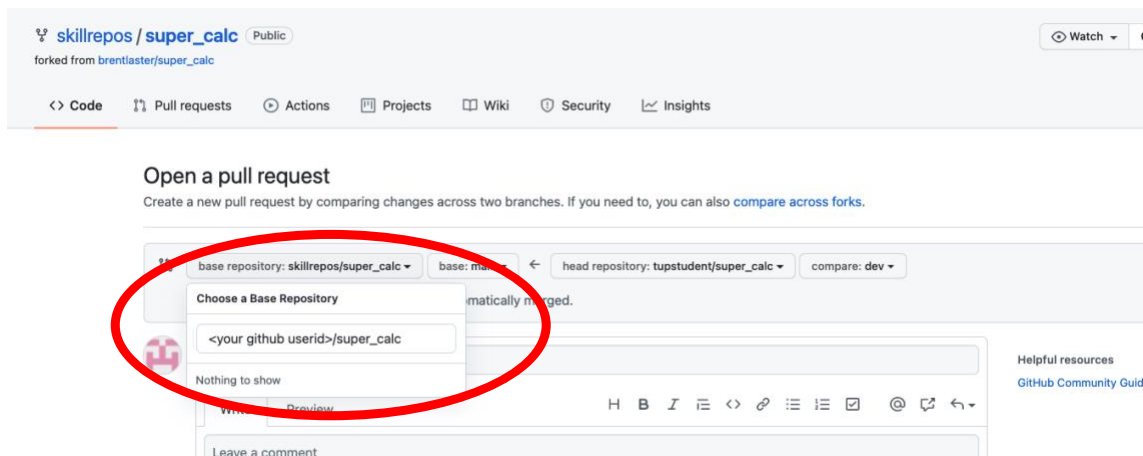 skillrepos / super_calc Public
Watch
forked from brentlaster/super_calc
Code Pull requests Actions Projects Wiki Security Insights
Open a pull request
Create a new pull request by comparing changes across two branches. If you need to, you can also compare across forks.
base repository: skillrepos/super_calc base: head repository: tupstudent/super_calc compare: dev
Choose a Base Repository
<your github userid>/super_calc
Nothing to show
Helpful resources
GitHub Community
Preview
H B I
Leave a comment